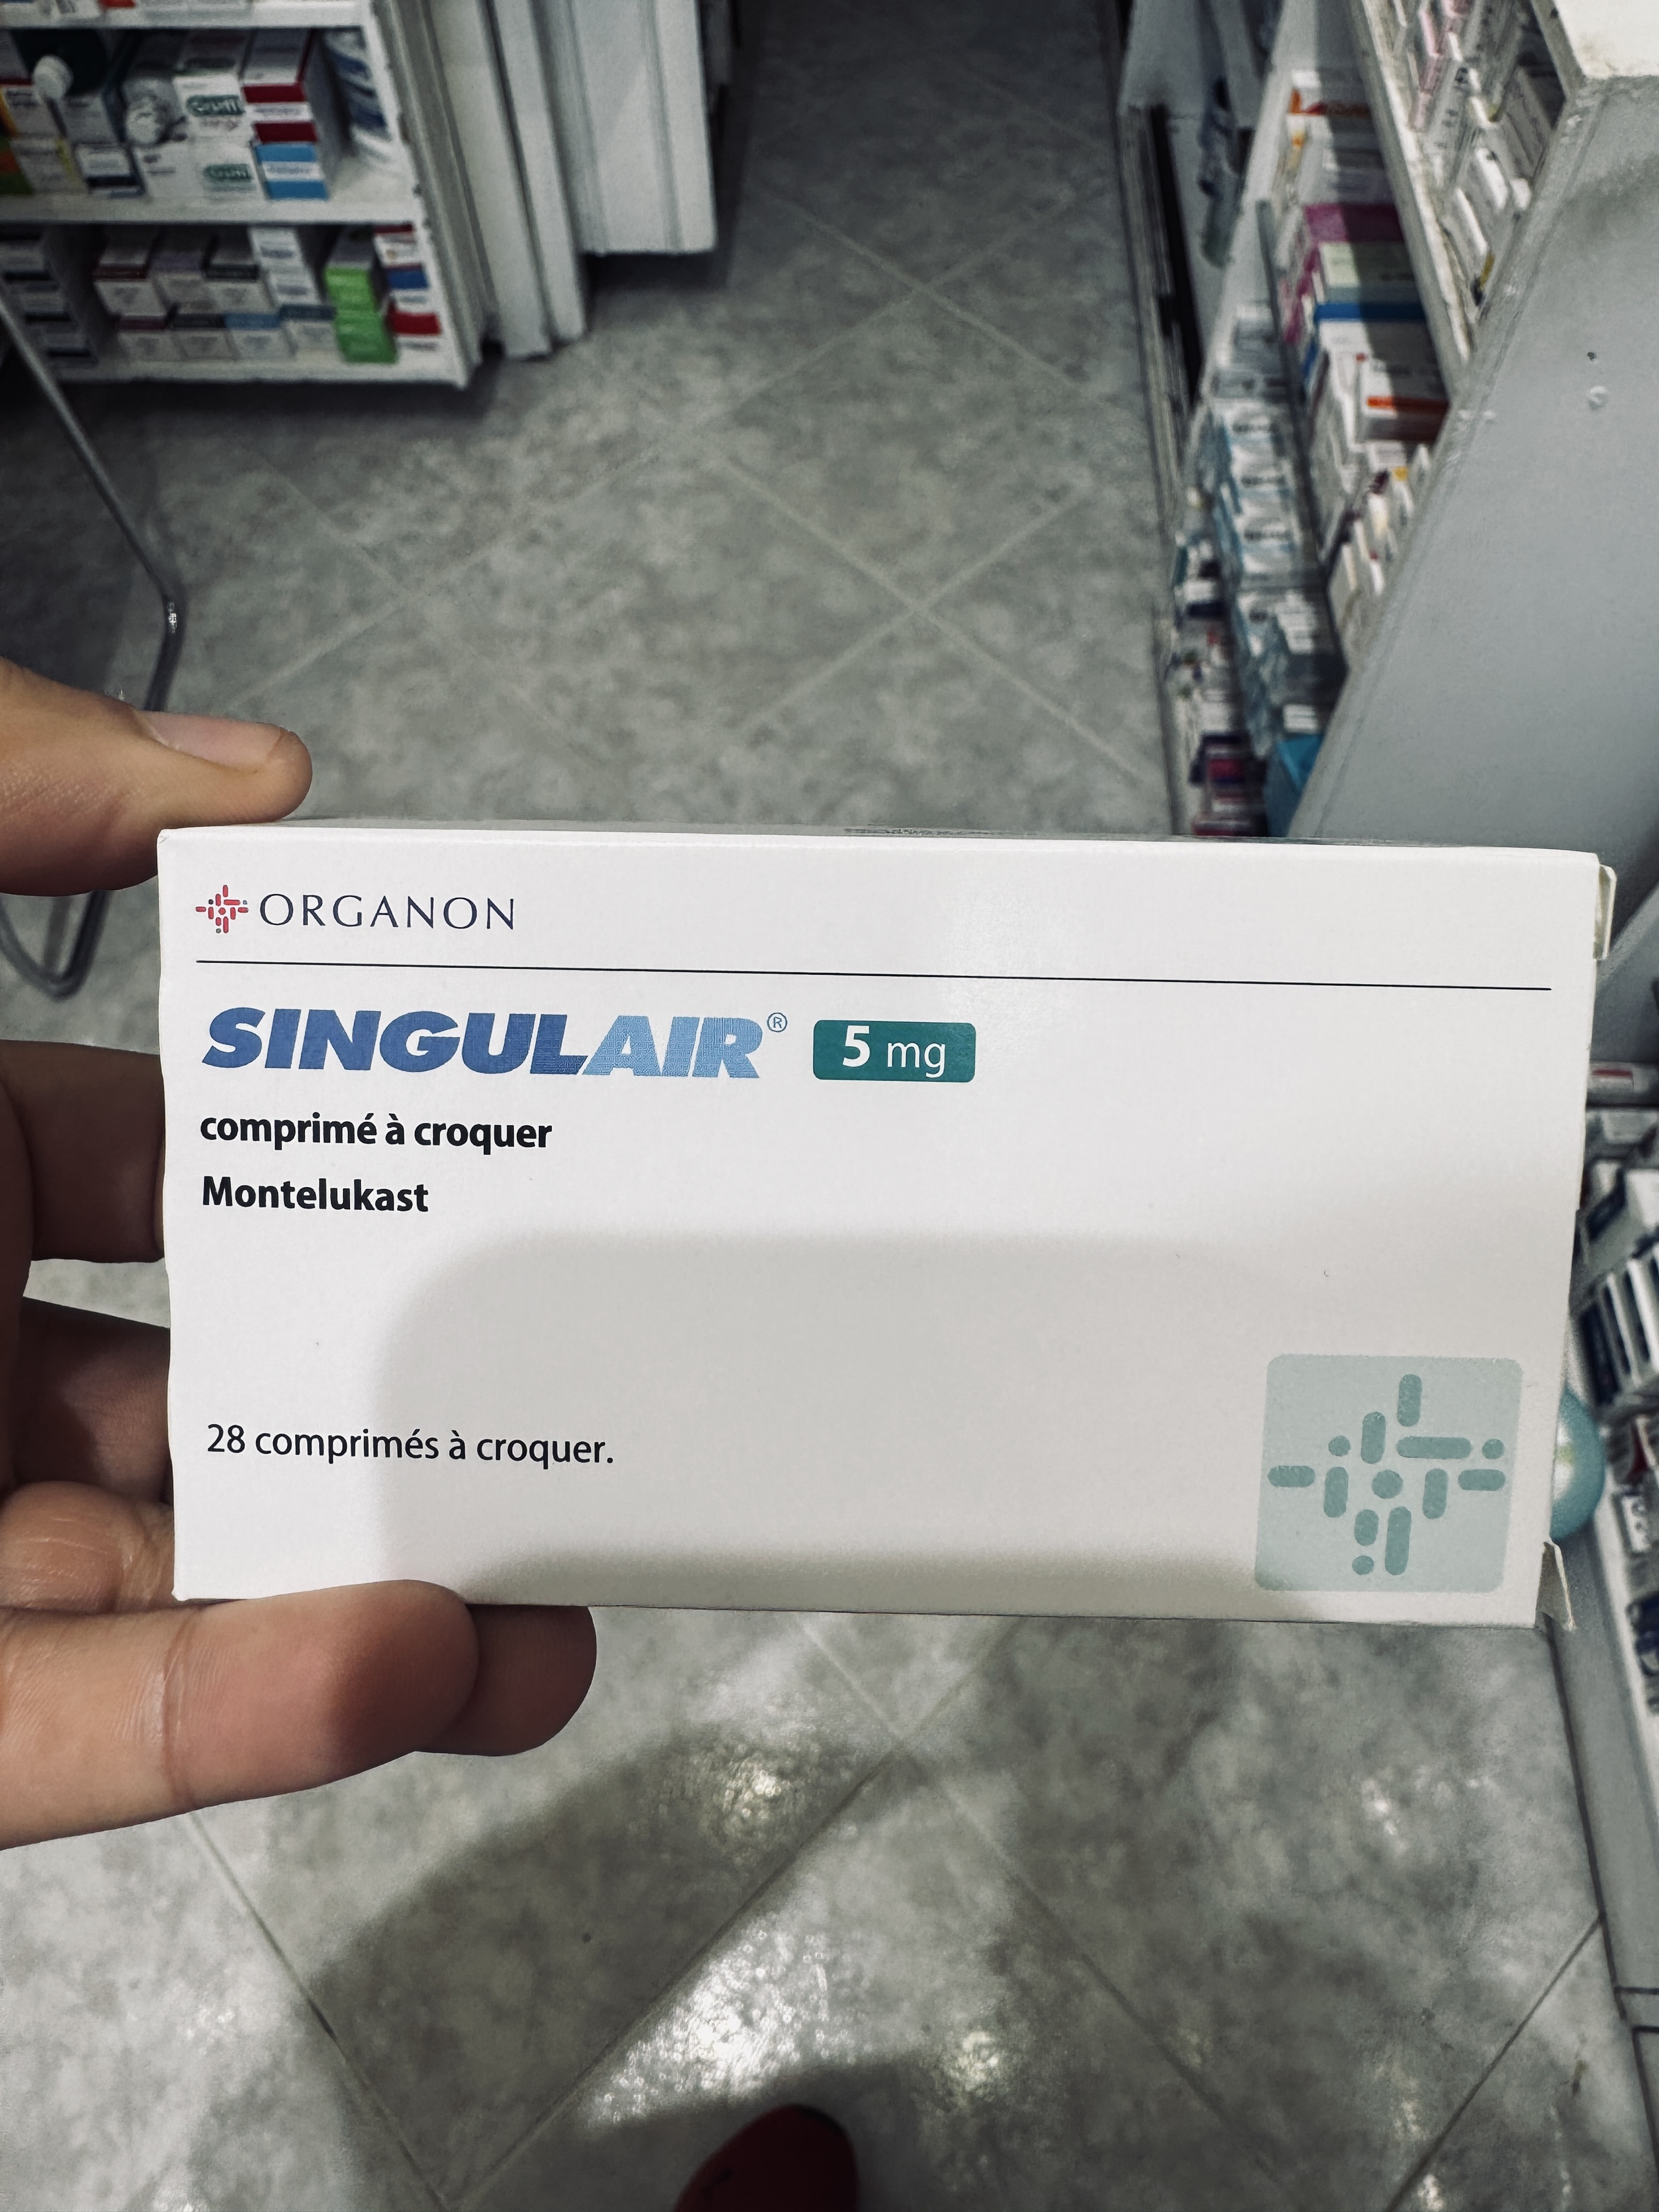 ORGANON
SINGULAIR® 5 mg
comprimé à croquer
Montelukast
28 comprimés à croquer.